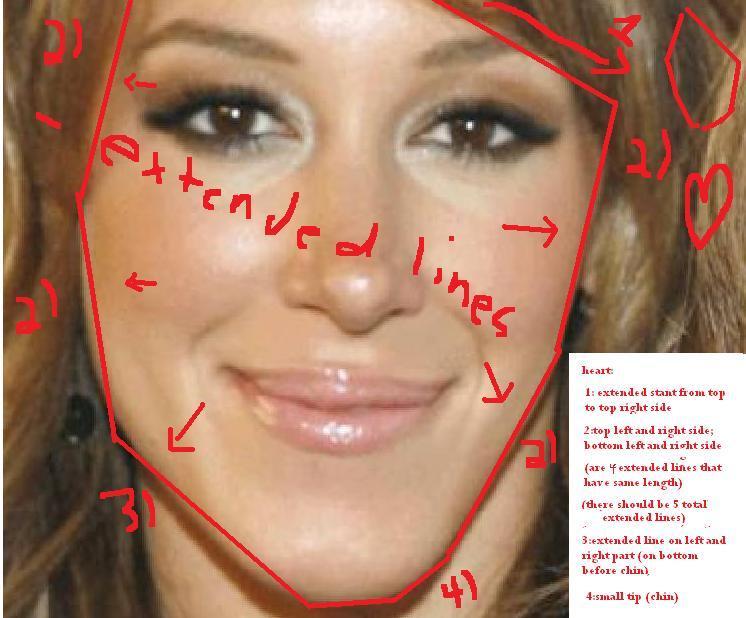 2)
1
2)
extended lines
2)
2)
3)
4)
heart:
1: extended stant from top
to top right side
2:top left and right side;
bottom left and right side
(are 4 extended lines that
have same length)
(there should be 5 total
extended lines)
3:extended line on left and
right part (on bottom
before chin),
4:small tip (chin)